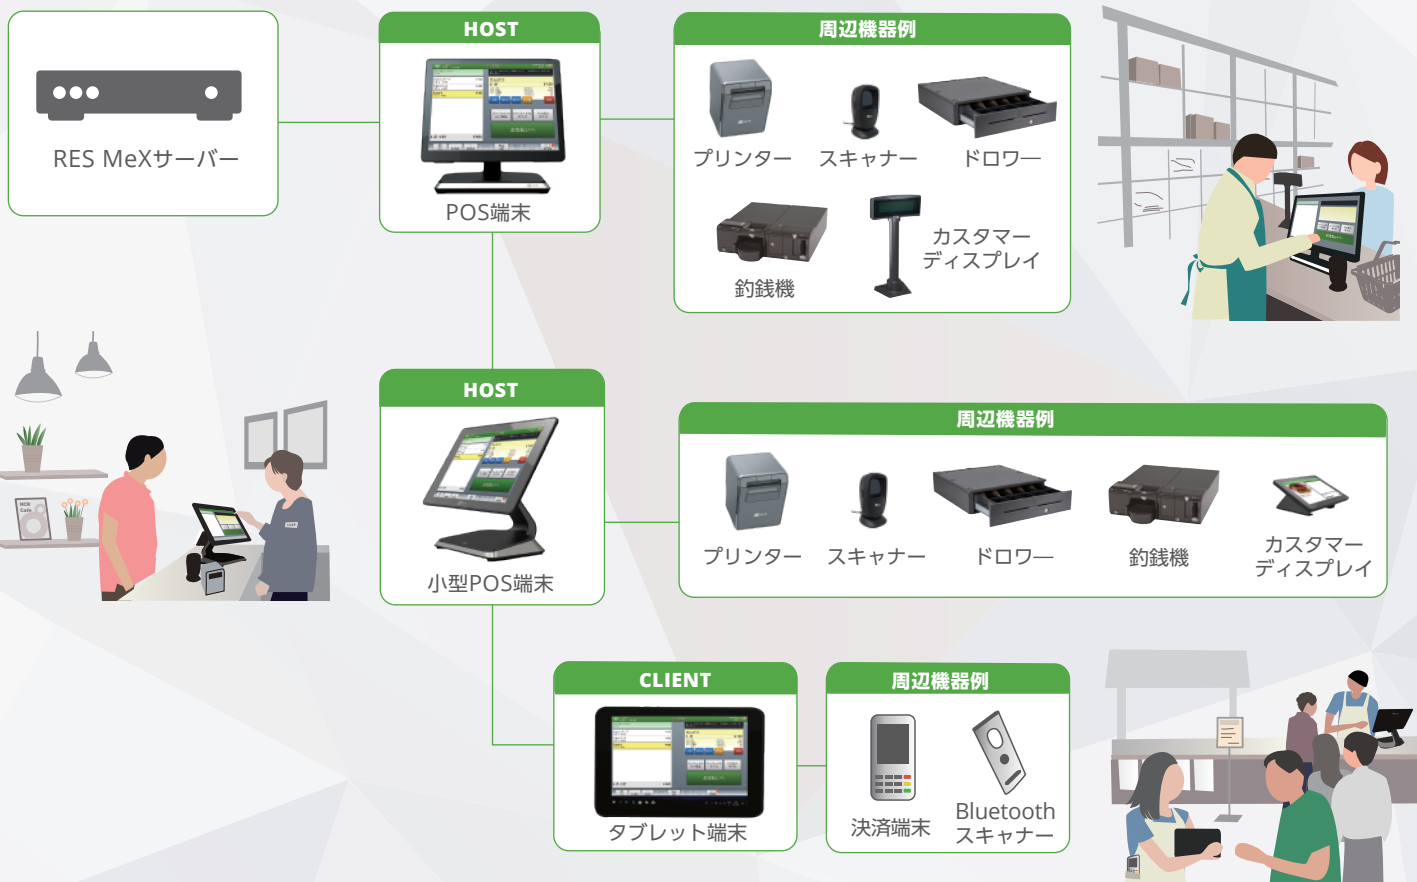 RES MeXサーバー
HOST
POS端末
周辺機器例
プリンター
スキャナー
ドロワー
釣銭機
カスタマー
ディスプレイ
HOST
小型POS端末
周辺機器例
プリンター
スキャナー
ドロワー
釣銭機
カスタマー
ディスプレイ
CLIENT
タブレット端末
周辺機器例
決済端末
Bluetooth
スキャナー